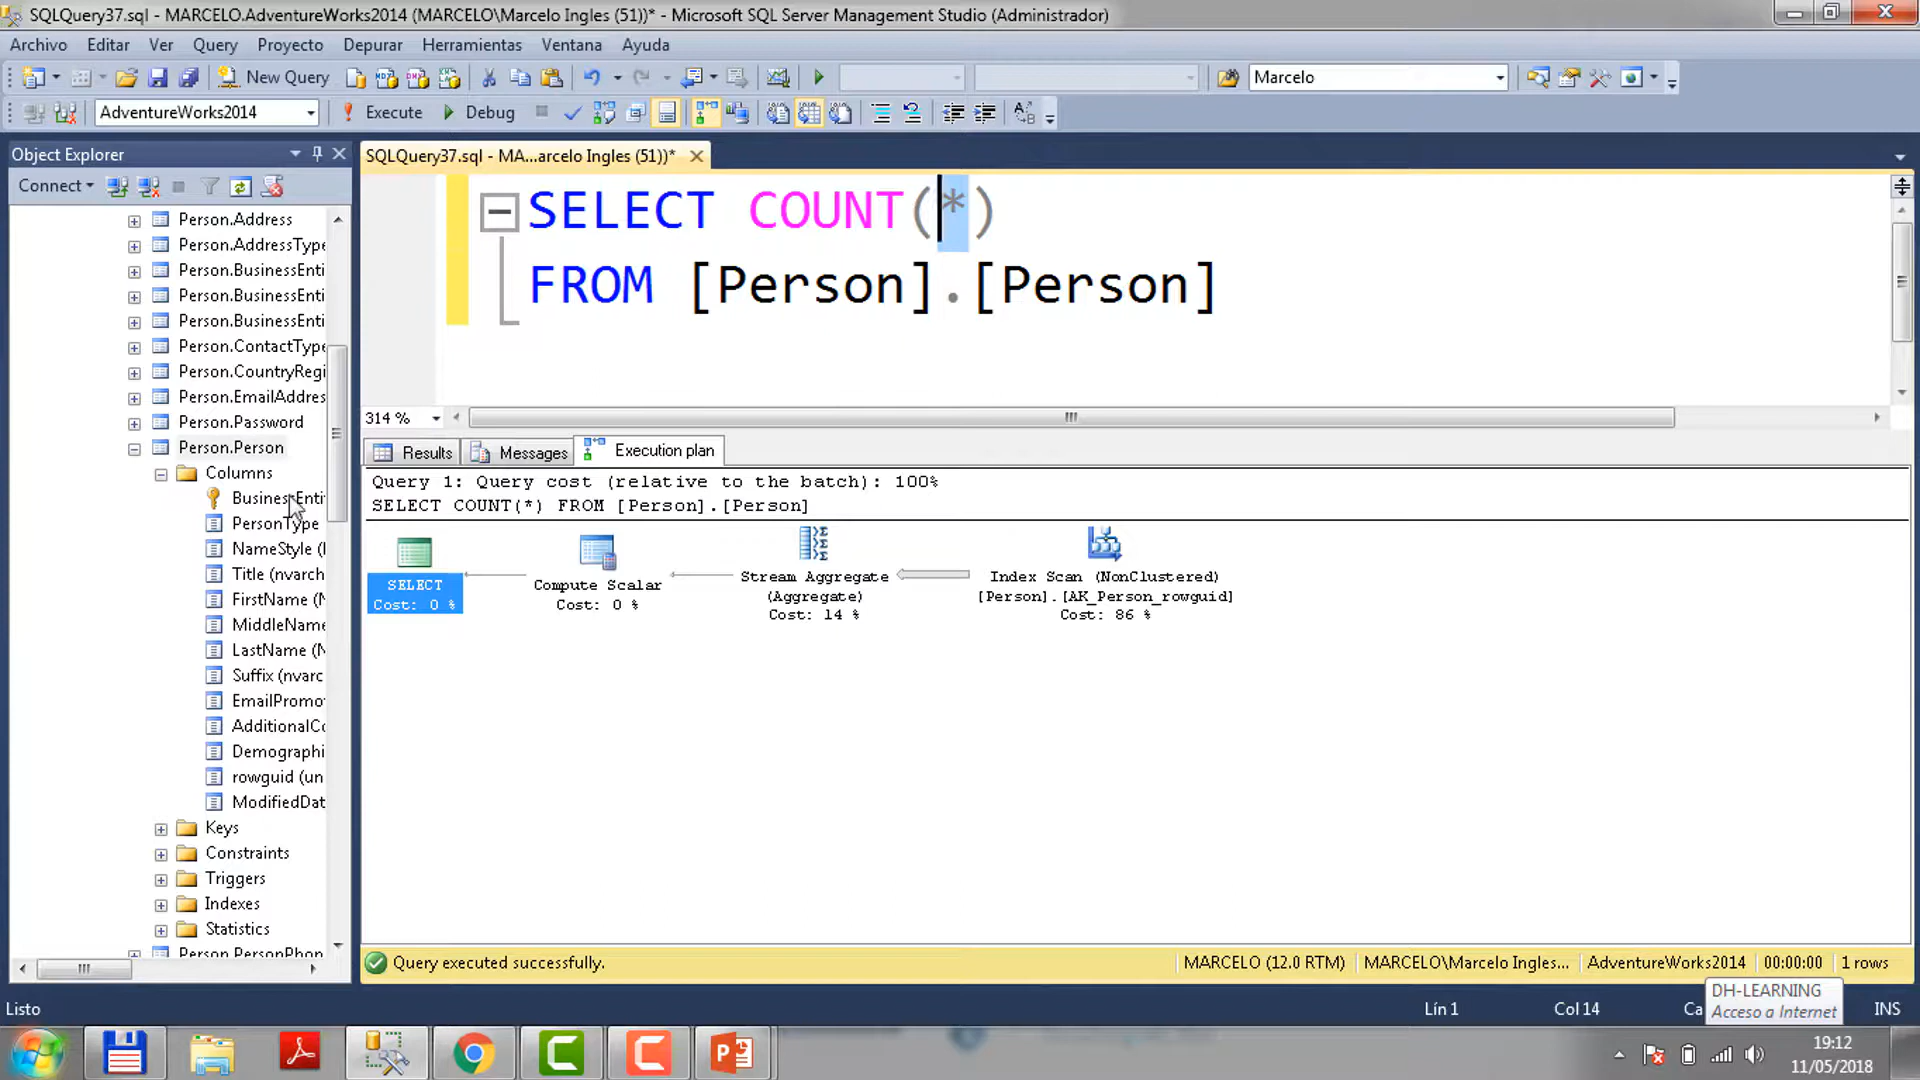 SQLQuery37.sql - MARCELO.AdventureWorks2014 (MARCELO\Marcelo Ingles (51))* - Microsoft SQL Server Management Studio (Administrador)
Archivo Editar Ver Query Proyecto Depurar Herramientas Ventana Ayuda
New Query Marcelo
AdventureWorks2014 Execute Debug
Object Explorer
Connect
Person.Address
Person.AddressType
Person.BusinessEnti
Person.BusinessEnti
Person.BusinessEnti
Person.ContactType
Person.CountryRegi
Person.EmailAddres
Person.Password
Person.Person
Columns
BusinessEnti
PersonType
NameStyle (
Title (nvarch
FirstName (N
MiddleName
LastName (N
Suffix (nvarc
EmailPromo
AdditionalCo
Demographi
rowguid (un
ModifiedDat
Keys
Constraints
Triggers
Indexes
Statistics
Person.PersonPhon
SQLQuery37.sql - MA...arcelo Ingles (51))*
SELECT COUNT(*)
FROM [Person].[Person]
314 %
Results Messages Execution plan
Query 1: Query cost (relative to the batch): 100%
SELECT COUNT(*) FROM [Person].[Person]
SELECT
Cost: 0 %
Compute Scalar
Cost: 0 %
Stream Aggregate
(Aggregate)
Cost: 14 %
Index Scan (NonClustered)
[Person].[AK_Person_rowguid]
Cost: 86 %
Query executed successfully.
MARCELO (12.0 RTM) MARCELO\Marcelo Ingles... AdventureWorks2014 00:00:00 1 rows
DH-LEARNING
Acceso a Internet
Listo Lín 1 Col 14 Ca INS
19:12
11/05/2018